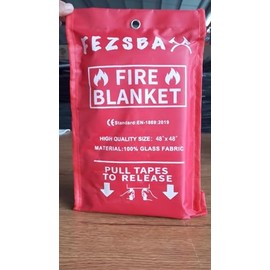 FEZSBA
FIRE
BLANKET
CE Standard:EN-1869:2019
HIGH QUALITY SIZE: 48"x 48"
MATERIAL:100% GLASS FABRIC
PULL TAPES
TO RELEASE